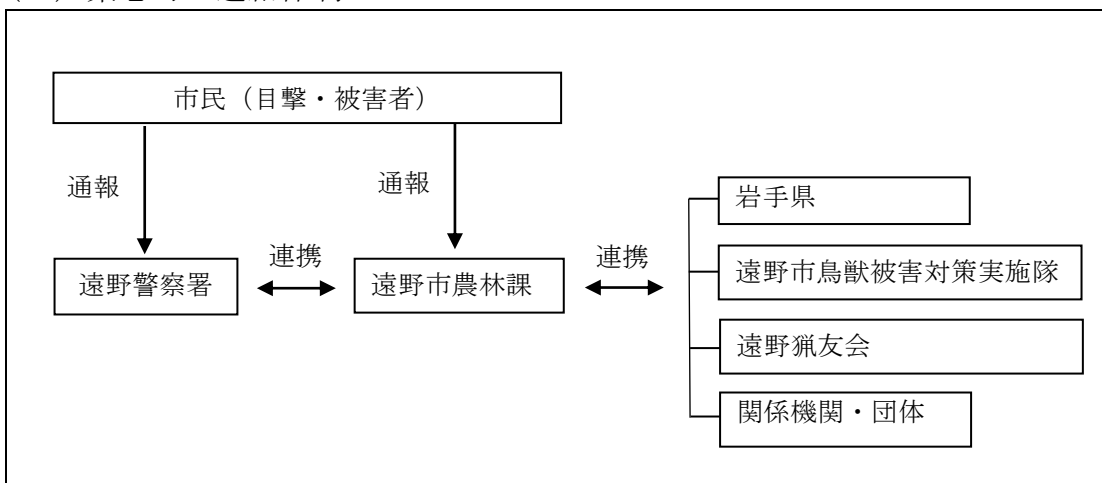 市民（目撃・被害者）
通報
通報
岩手県
遠野警察署
連携
遠野市農林課
連携
遠野市鳥獣被害対策実施隊
遠野猟友会
関係機関・団体